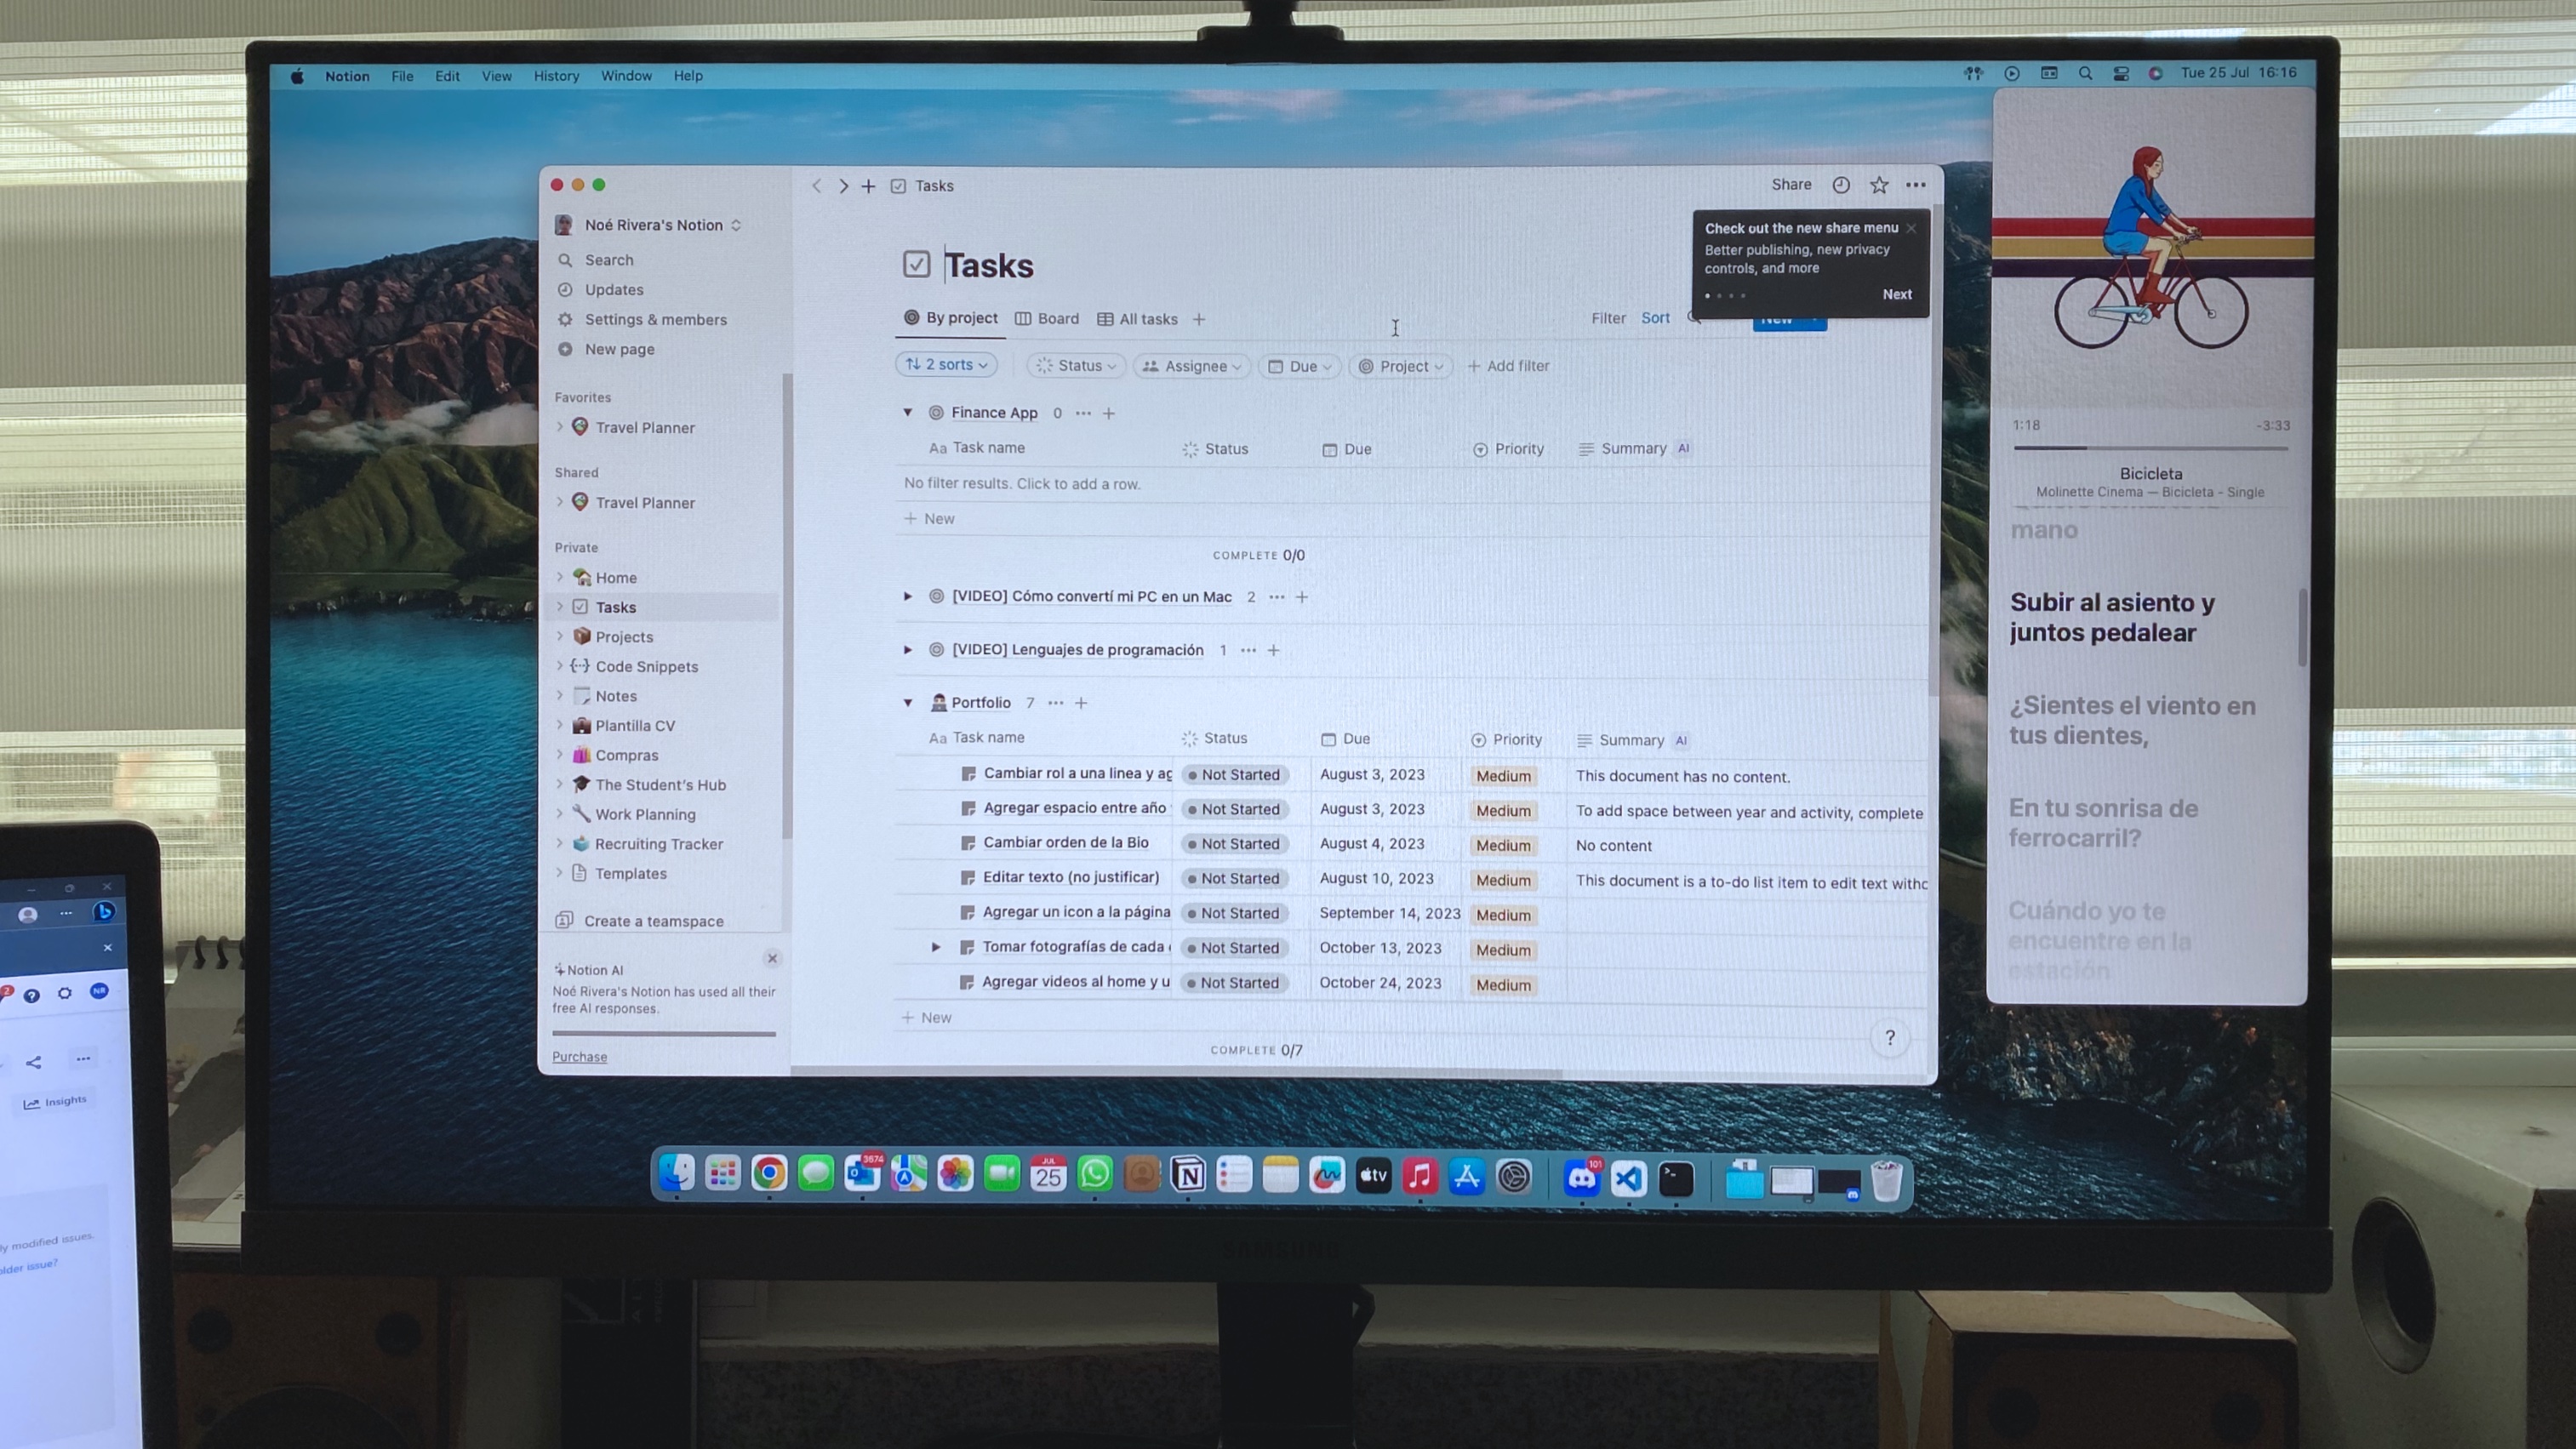 Notion File Edit View History Window Help
Tue 25 Jul 16:16
Noé Rivera's Notion
Search
Updates
Settings & members
New page
Favorites
Travel Planner
Shared
Travel Planner
Private
Home
Tasks
Projects
Code Snippets
Notes
Plantilla CV
Compras
The Student's Hub
Work Planning
Recruiting Tracker
Templates
Create a teamspace
Notion AI
Noé Rivera's Notion has used all their
free AI responses.
Purchase
Tasks
Share
Check out the new share menu
Better publishing, new privacy
controls, and more
Next
Tasks
By project Board All tasks
Filter Sort New
2 sorts Status Assignee Due Project + Add filter
Finance App 0
Aa Task name Status Due Priority Summary AI
No filter results. Click to add a row.
+ New
COMPLETE 0/0
[VIDEO] Cómo convertí mi PC en un Mac 2
[VIDEO] Lenguajes de programación 1
Portfolio 7
Aa Task name Status Due Priority Summary AI
Cambiar rol a una linea y ag Not Started August 3, 2023 Medium This document has no content.
Agregar espacio entre año Not Started August 3, 2023 Medium To add space between year and activity, complete
Cambiar orden de la Bio Not Started August 4, 2023 Medium No content
Editar texto (no justificar) Not Started August 10, 2023 Medium This document is a to-do list item to edit text witho
Agregar un icon a la página Not Started September 14, 2023 Medium
Tomar fotografías de cada Not Started October 13, 2023 Medium
Agregar videos al home y u Not Started October 24, 2023 Medium
+ New
COMPLETE 0/7
?
1:18 -3:33
Bicicleta
Molinette Cinema — Bicicleta - Single
mano
Subir al asiento y
juntos pedalear
¿Sientes el viento en
tus dientes,
En tu sonrisa de
ferrocarril?
Cuándo yo te
encuentre en la
estación
3674
JUL
25
N
tv
101
SAMSUNG
2
?
NR
Insights
ly modified issues.
older issue?